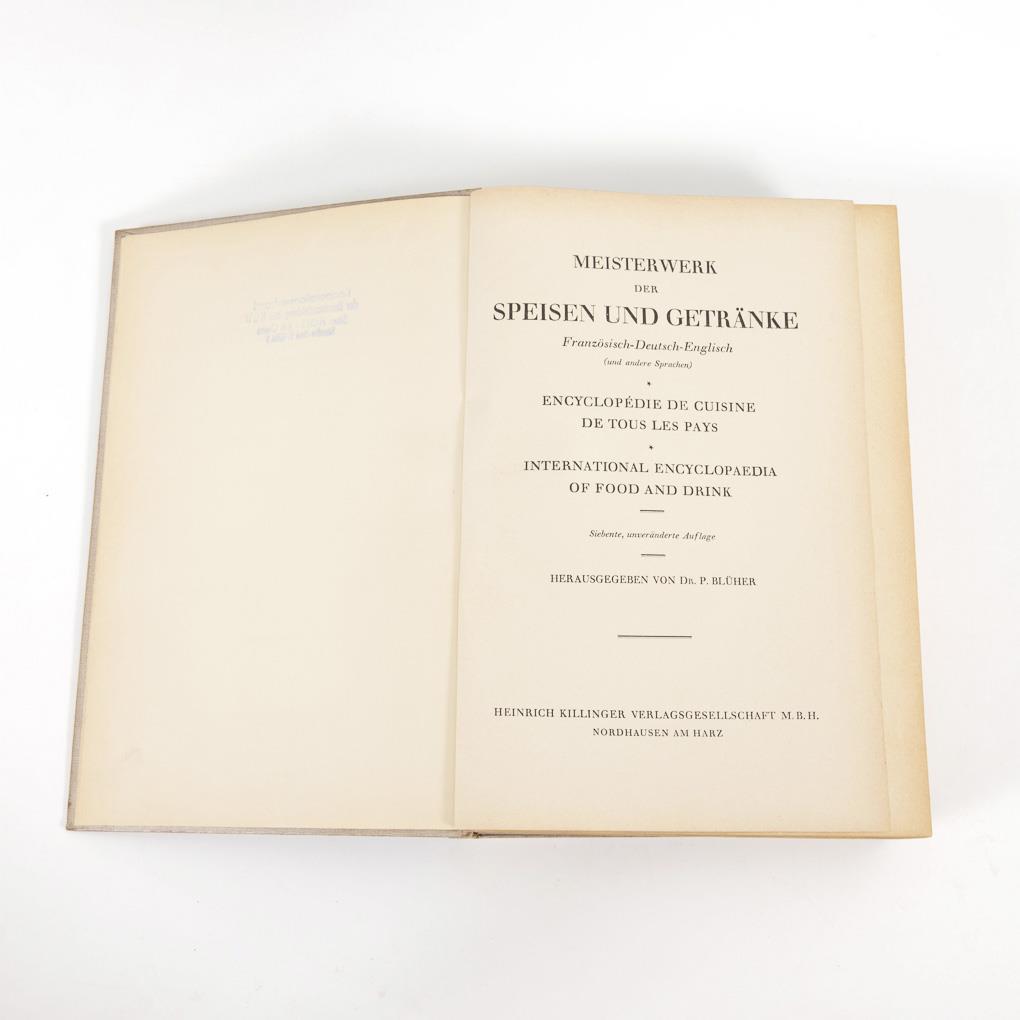 MEISTERWERK
DER
SPEISEN UND GETRÄNKE
Französisch-Deutsch-Englisch
(und andere Sprachen)
*
ENCYCLOPÉDIE DE CUISINE
DE TOUS LES PAYS
*
INTERNATIONAL ENCYCLOPAEDIA
OF FOOD AND DRINK
Siebente, unveränderte Auflage
HERAUSGEGEBEN VON DR. P. BLÜHER
HEINRICH KILLINGER VERLAGSGESELLSCHAFT M.B.H.
NORDHAUSEN AM HARZ